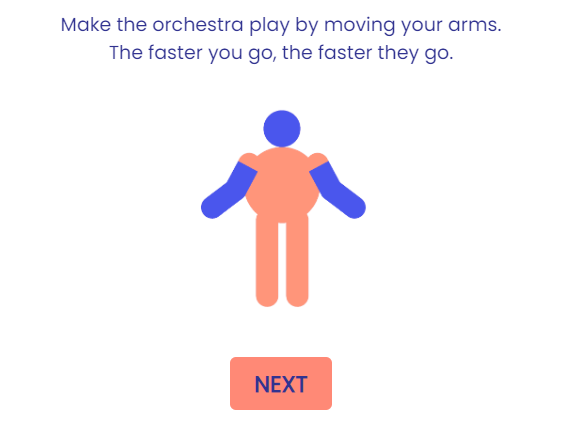 Make the orchestra play by moving your arms.
The faster you go, the faster they go.
NEXT